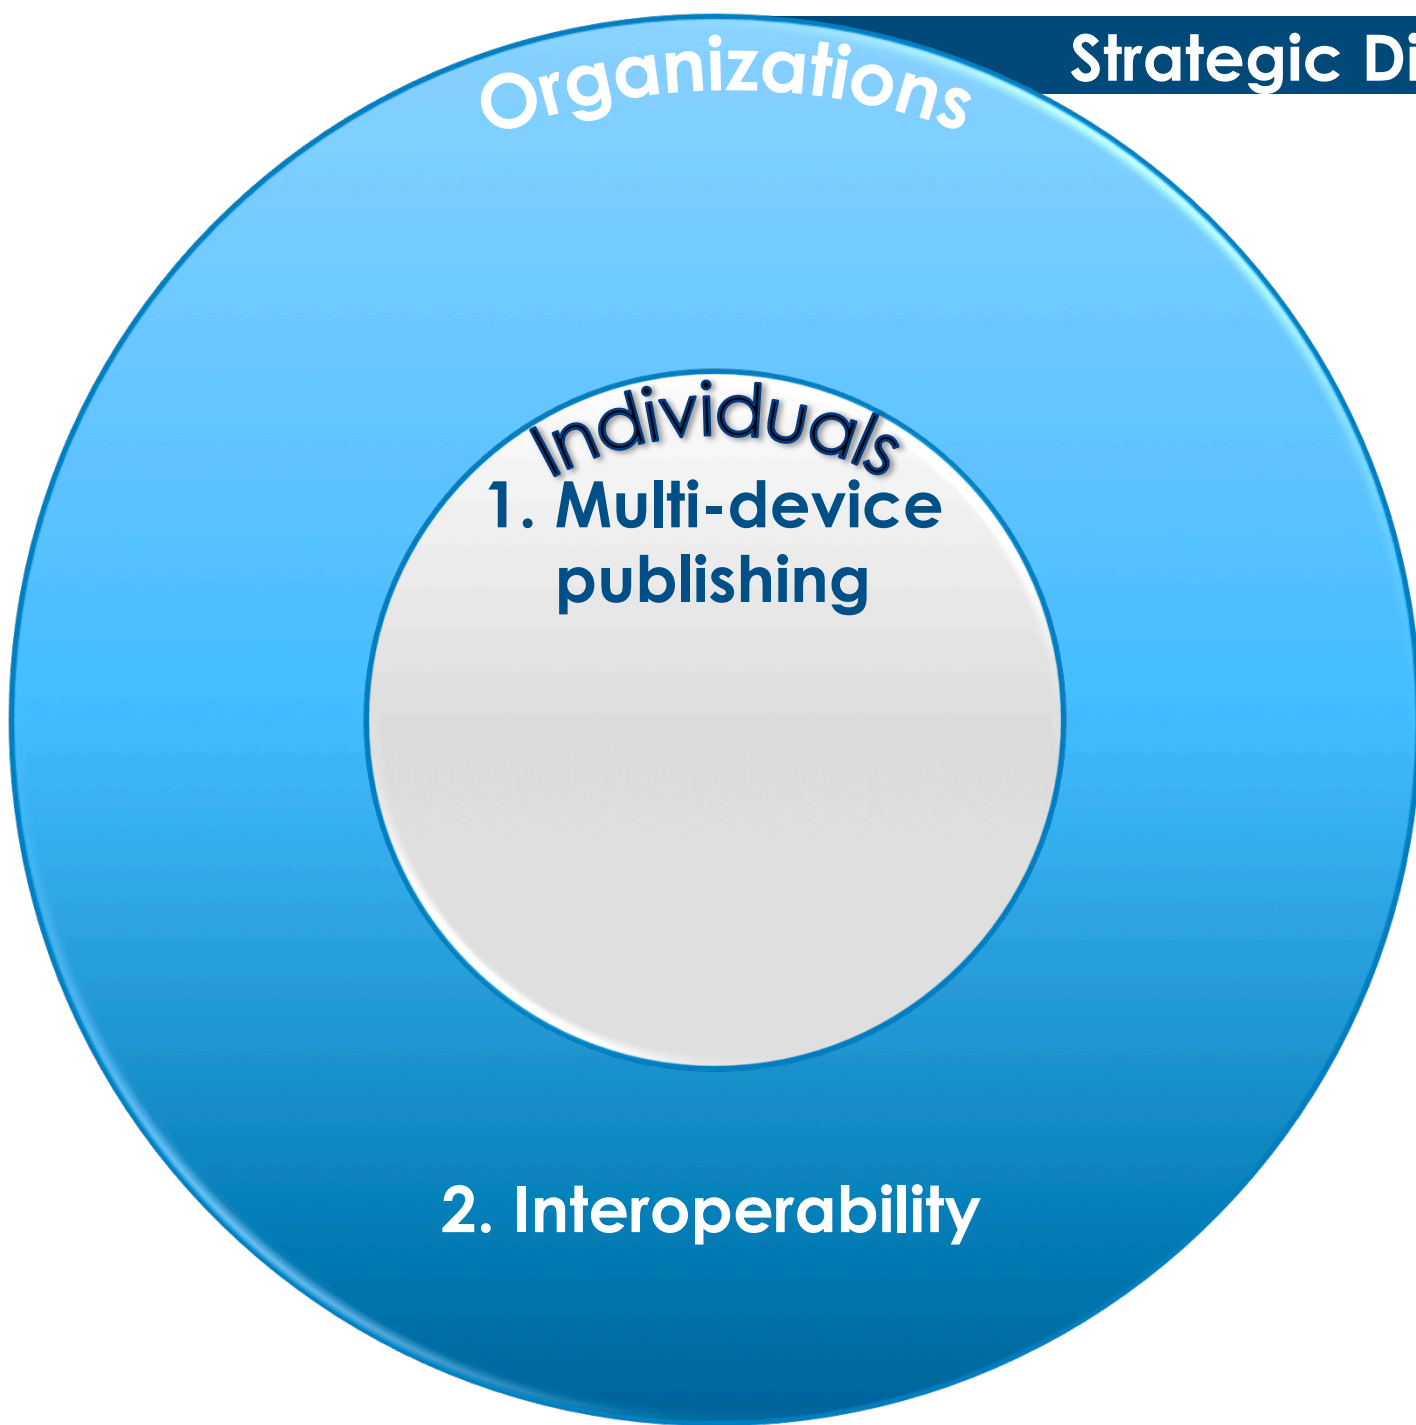 Strategic Di
Organizations
Individuals
1. Multi-device
publishing
2. Interoperability